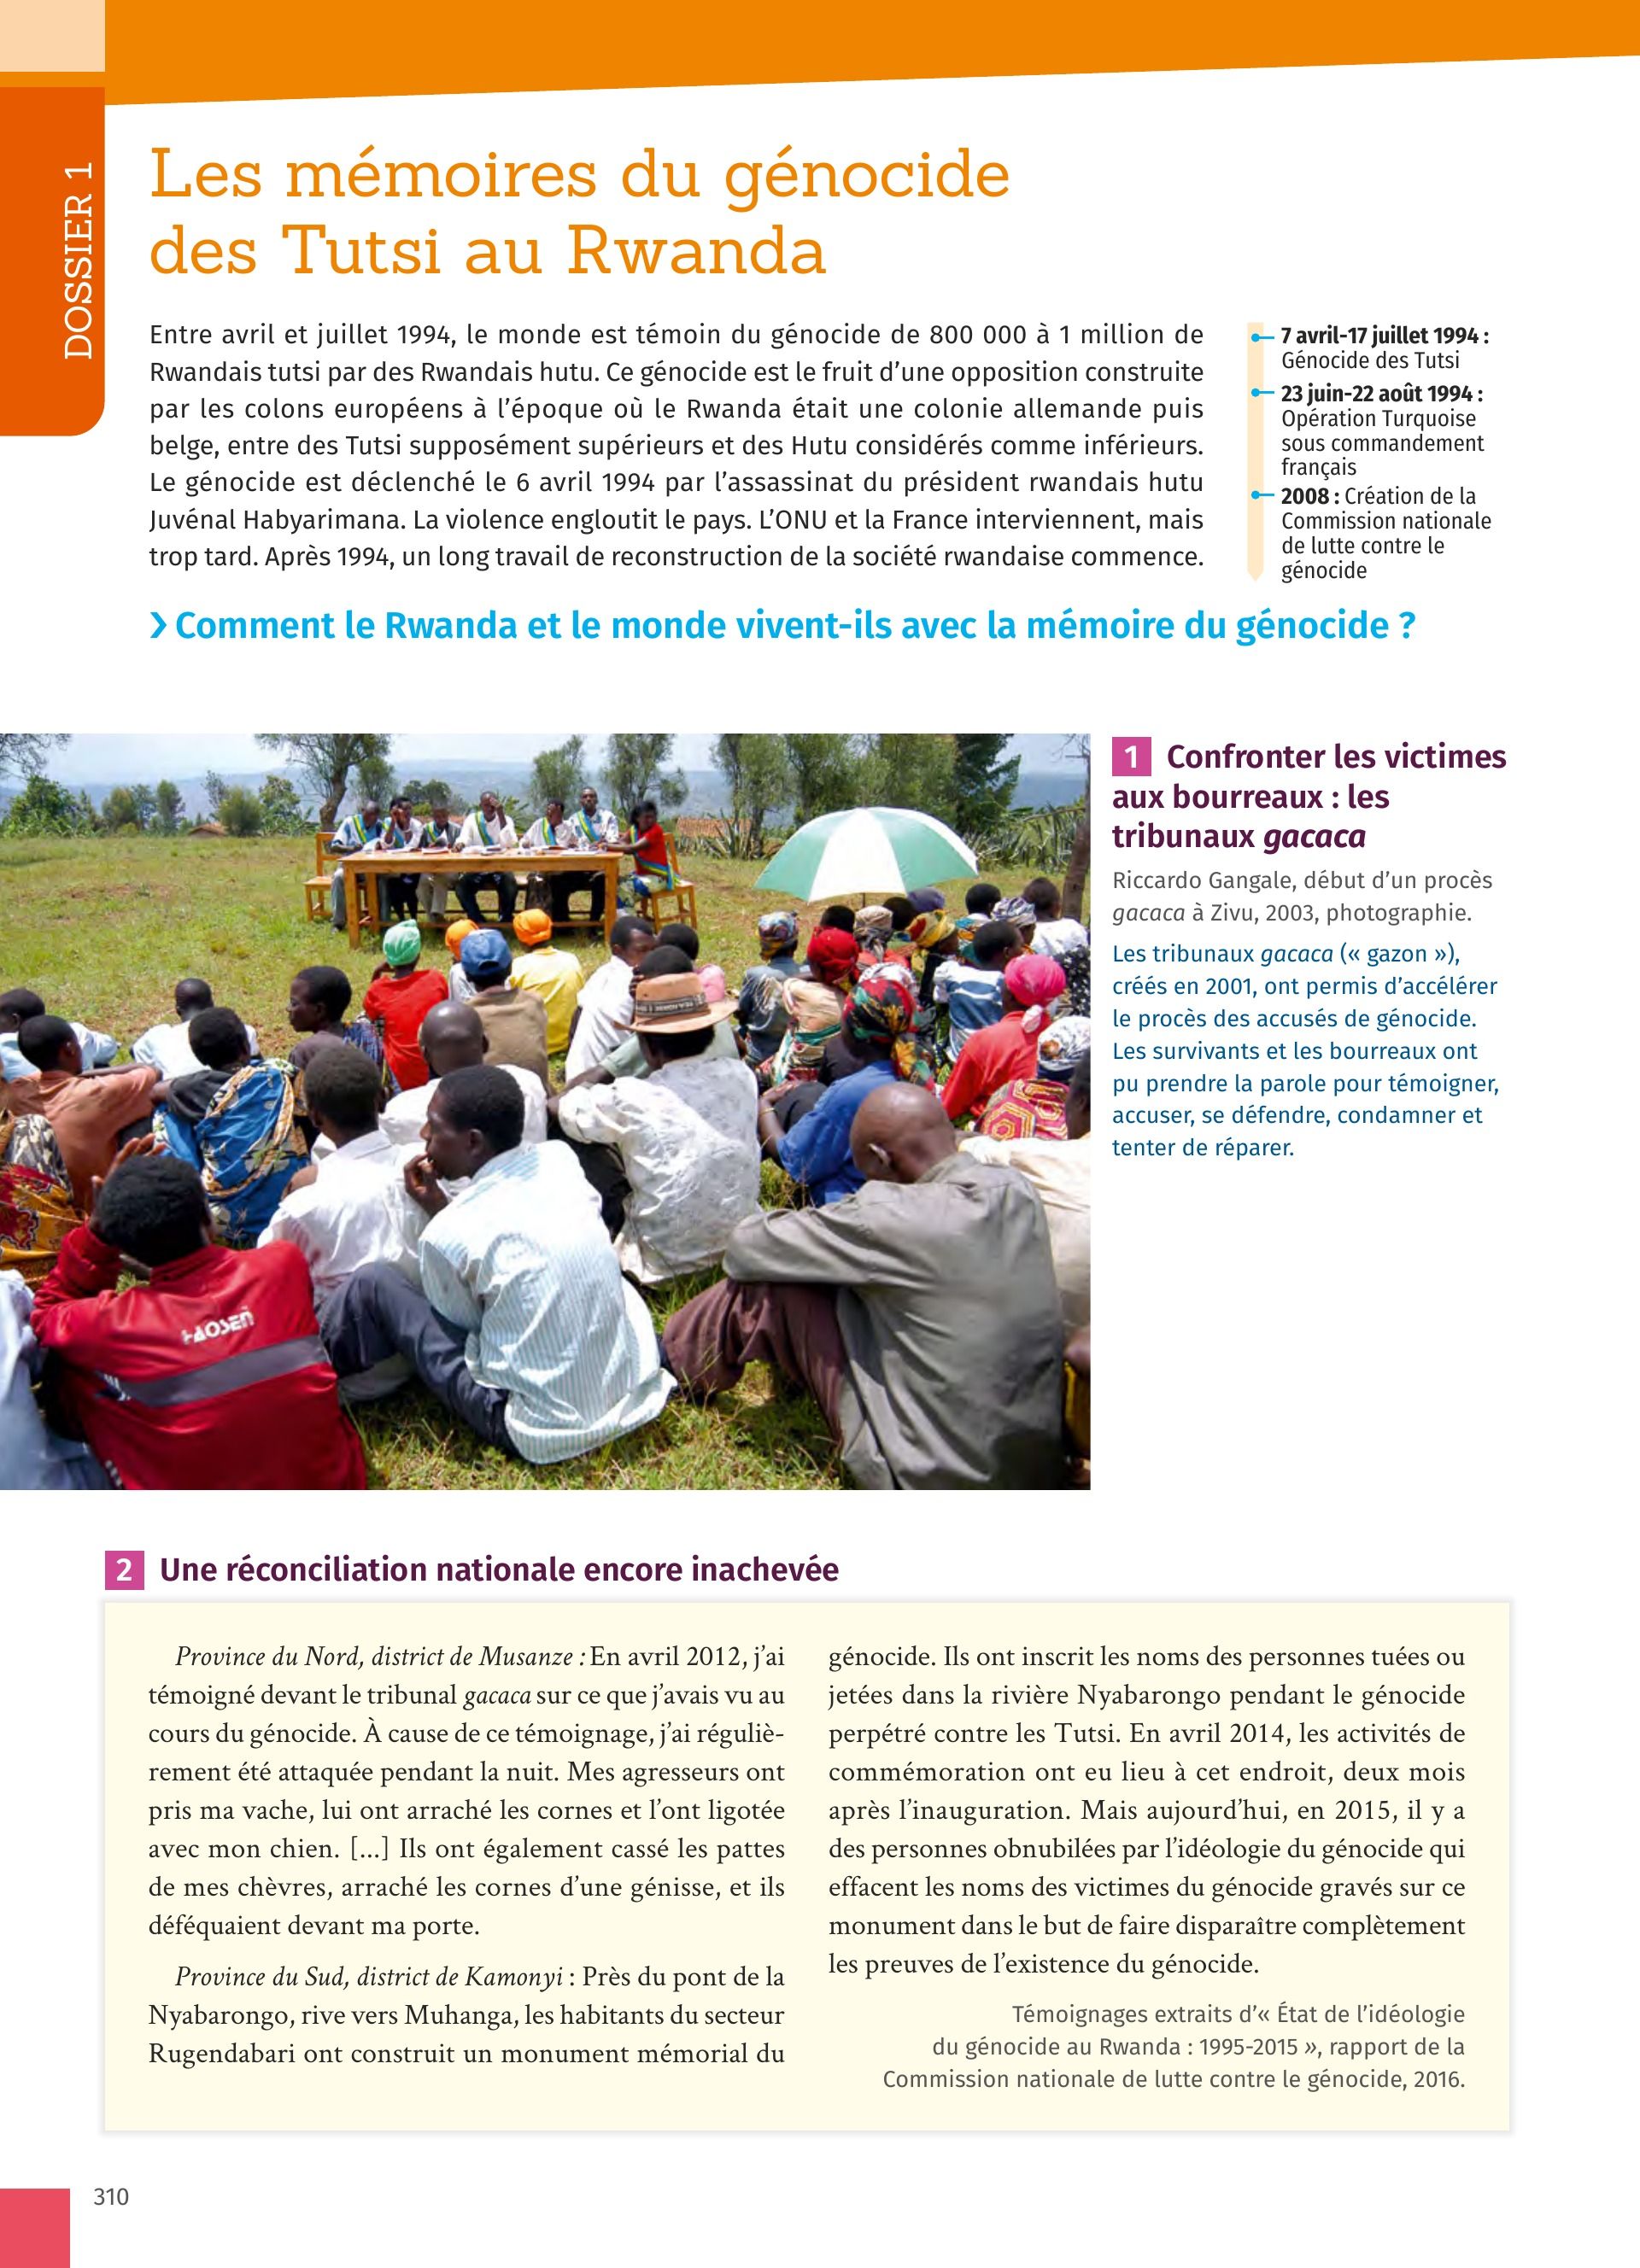 DOSSIER 1
Les mémoires du génocide
des Tutsi au Rwanda
Entre avril et juillet 1994, le monde est témoin du génocide de 800 000 à 1 million de
Rwandais tutsi par des Rwandais hutu. Ce génocide est le fruit d’une opposition construite
par les colons européens à l’époque où le Rwanda était une colonie allemande puis
belge, entre des Tutsi supposément supérieurs et des Hutu considérés comme inférieurs.
Le génocide est déclenché le 6 avril 1994 par l’assassinat du président rwandais hutu
Juvénal Habyarimana. La violence engloutit le pays. L’ONU et la France interviennent, mais
trop tard. Après 1994, un long travail de reconstruction de la société rwandaise commence.
7 avril-17 juillet 1994 :
Génocide des Tutsi
23 juin-22 août 1994 :
Opération Turquoise
sous commandement
français
2008 : Création de la
Commission nationale
de lutte contre le
génocide
› Comment le Rwanda et le monde vivent-ils avec la mémoire du génocide ?
HAOSEN
1 Confronter les victimes
aux bourreaux : les
tribunaux gacaca
Riccardo Gangale, début d’un procès
gacaca à Zivu, 2003, photographie.
Les tribunaux gacaca (« gazon »),
créés en 2001, ont permis d’accélérer
le procès des accusés de génocide.
Les survivants et les bourreaux ont
pu prendre la parole pour témoigner,
accuser, se défendre, condamner et
tenter de réparer.
2 Une réconciliation nationale encore inachevée
Province du Nord, district de Musanze : En avril 2012, j’ai
témoigné devant le tribunal gacaca sur ce que j’avais vu au
cours du génocide. À cause de ce témoignage, j’ai réguliè-
rement été attaquée pendant la nuit. Mes agresseurs ont
pris ma vache, lui ont arraché les cornes et l’ont ligotée
avec mon chien. [...] Ils ont également cassé les pattes
de mes chèvres, arraché les cornes d’une génisse, et ils
déféquaient devant ma porte.
Province du Sud, district de Kamonyi : Près du pont de la
Nyabarongo, rive vers Muhanga, les habitants du secteur
Rugendabari ont construit un monument mémorial du
génocide. Ils ont inscrit les noms des personnes tuées ou
jetées dans la rivière Nyabarongo pendant le génocide
perpétré contre les Tutsi. En avril 2014, les activités de
commémoration ont eu lieu à cet endroit, deux mois
après l’inauguration. Mais aujourd’hui, en 2015, il y a
des personnes obnubilées par l’idéologie du génocide qui
effacent les noms des victimes du génocide gravés sur ce
monument dans le but de faire disparaître complètement
les preuves de l’existence du génocide.
Témoignages extraits d’« État de l’idéologie
du génocide au Rwanda : 1995-2015 », rapport de la
Commission nationale de lutte contre le génocide, 2016.
310